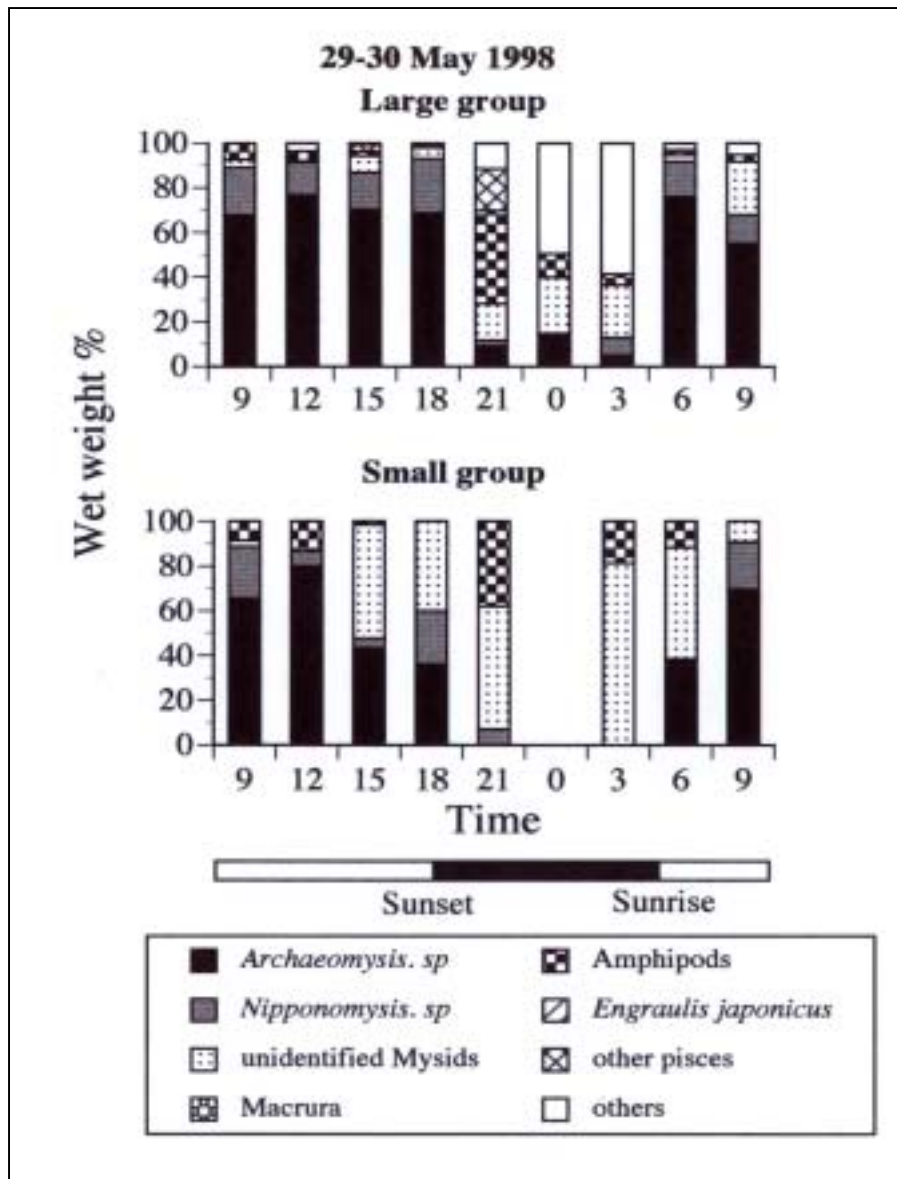 29-30 May 1998
Large group
Wet weight %
100
80
60
40
20
0
9 12 15 18 21 0 3 6 9
Small group
100
80
60
40
20
0
9 12 15 18 21 0 3 6 9
Time
Sunset Sunrise
Archaeomysis. sp Amphipods
Nipponomysis. sp Engraulis japonicus
unidentified Mysids other pisces
Macrura others